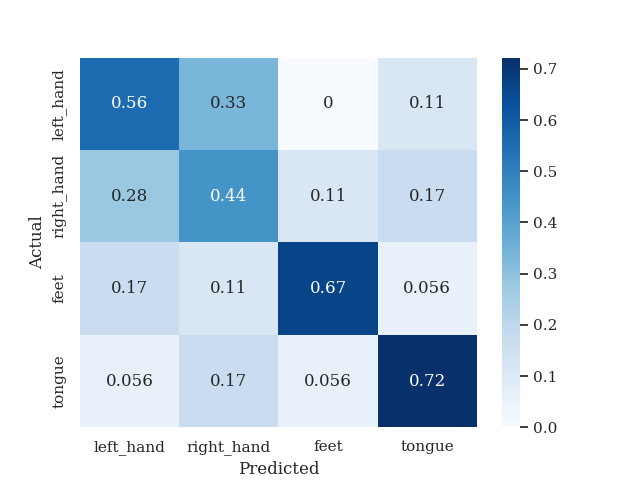 left_hand 0.56 0.33 0 0.11
right_hand 0.28 0.44 0.11 0.17
feet 0.17 0.11 0.67 0.056
tongue 0.056 0.17 0.056 0.72
Actual
left_hand right_hand feet tongue
Predicted
0.7
0.6
0.5
0.4
0.3
0.2
0.1
0.0